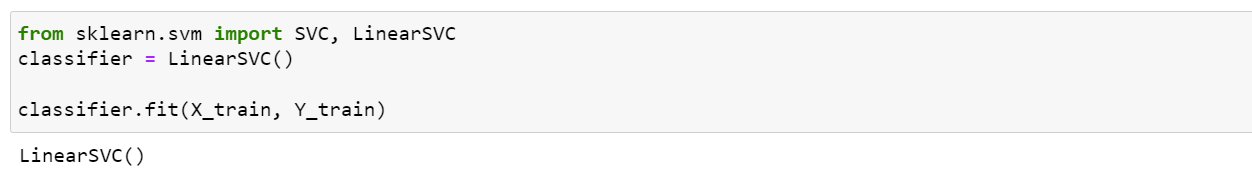 from sklearn.svm import SVC, LinearSVC
classifier = LinearSVC()
classifier.fit(X_train, Y_train)
LinearSVC()